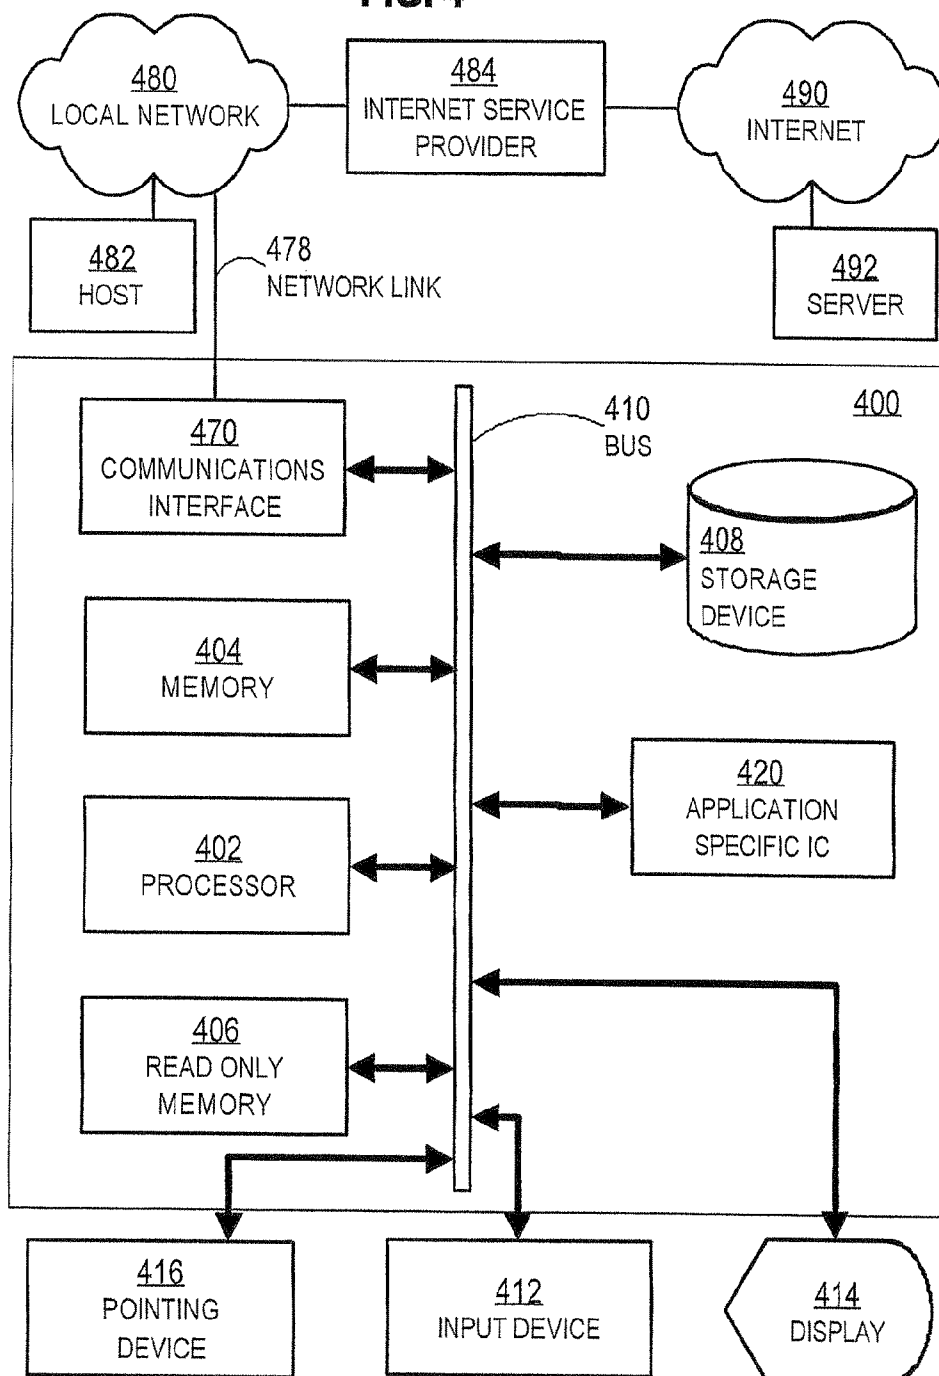 480
LOCAL NETWORK
484
INTERNET SERVICE
PROVIDER
490
INTERNET
482
HOST
478
NETWORK LINK
492
SERVER
400
470
COMMUNICATIONS
INTERFACE
410
BUS
408
STORAGE
DEVICE
404
MEMORY
420
APPLICATION
SPECIFIC IC
402
PROCESSOR
406
READ ONLY
MEMORY
416
POINTING
DEVICE
412
INPUT DEVICE
414
DISPLAY